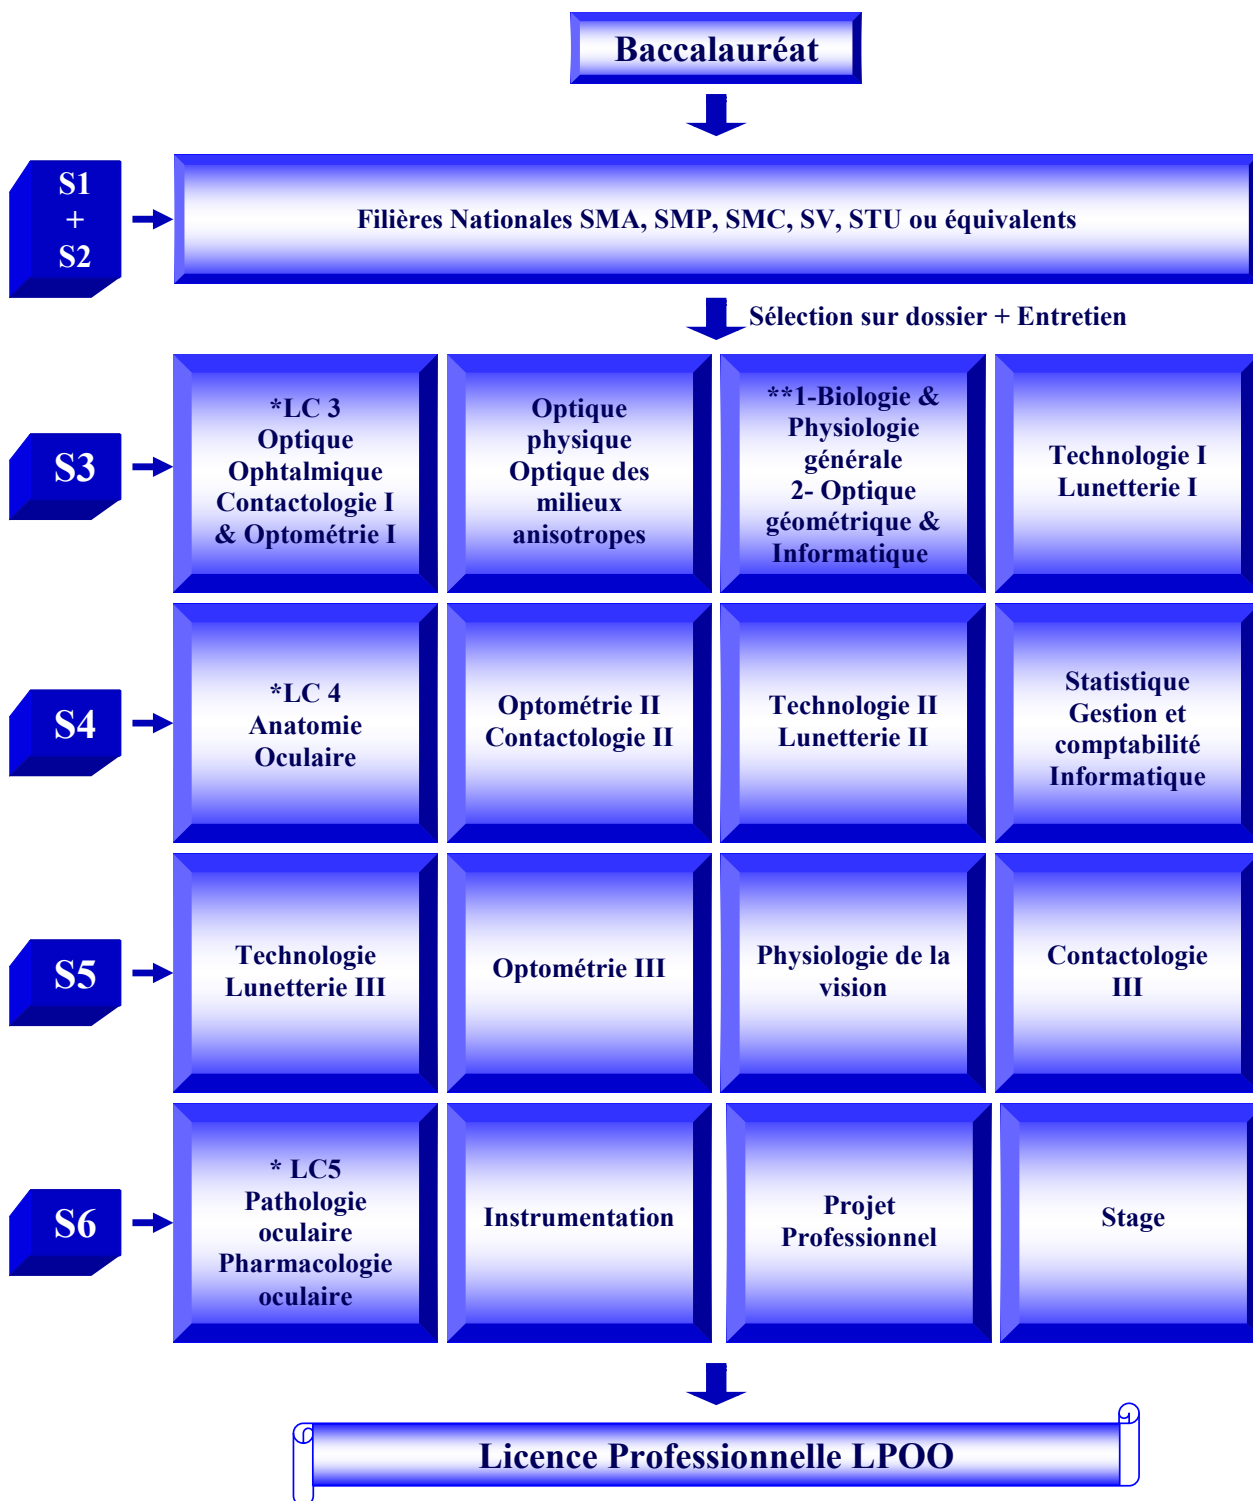 Baccalauréat
S1
+
S2
Filières Nationales SMA, SMP, SMC, SV, STU ou équivalents
Sélection sur dossier + Entretien
S3
*LC 3
Optique
Ophtalmique
Contactologie I
& Optométrie I
Optique
physique
Optique des
milieux
anisotropes
**1-Biologie &
Physiologie
générale
2- Optique
géométrique &
Informatique
Technologie I
Lunetterie I
S4
*LC 4
Anatomie
Oculaire
Optométrie II
Contactologie II
Technologie II
Lunetterie II
Statistique
Gestion et
comptabilité
Informatique
S5
Technologie
Lunetterie III
Optométrie III
Physiologie de la
vision
Contactologie
III
S6
* LC5
Pathologie
oculaire
Pharmacologie
oculaire
Instrumentation
Projet
Professionnel
Stage
Licence Professionnelle LPOO